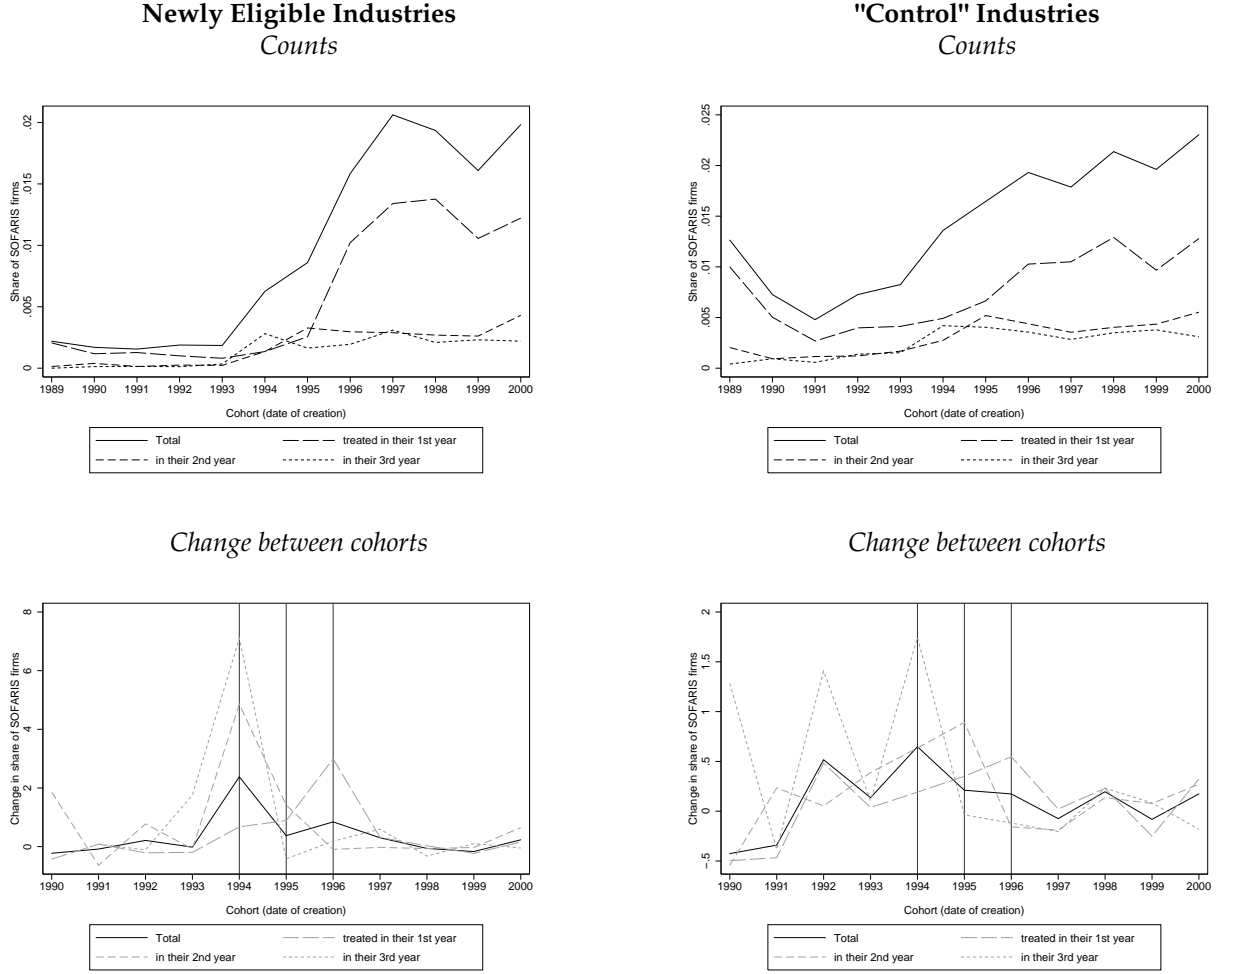 Newly Eligible Industries
Counts
Share of SOFARIS firms
0 .005 .01 .015 .02
1989 1990 1991 1992 1993 1994 1995 1996 1997 1998 1999 2000
Cohort (date of creation)
Total treated in their 1st year
in their 2nd year in their 3rd year
"Control" Industries
Counts
Share of SOFARIS firms
0 .005 .01 .015 .02 .025
1989 1990 1991 1992 1993 1994 1995 1996 1997 1998 1999 2000
Cohort (date of creation)
Total treated in their 1st year
in their 2nd year in their 3rd year
Change between cohorts
Change in share of SOFARIS firms
0 2 4 6 8
1990 1991 1992 1993 1994 1995 1996 1997 1998 1999 2000
Cohort (date of creation)
Total treated in their 1st year
in their 2nd year in their 3rd year
Change between cohorts
Change in share of SOFARIS firms
−.5 0 .5 1 1.5 2
1990 1991 1992 1993 1994 1995 1996 1997 1998 1999 2000
Cohort (date of creation)
Total treated in their 1st year
in their 2nd year in their 3rd year